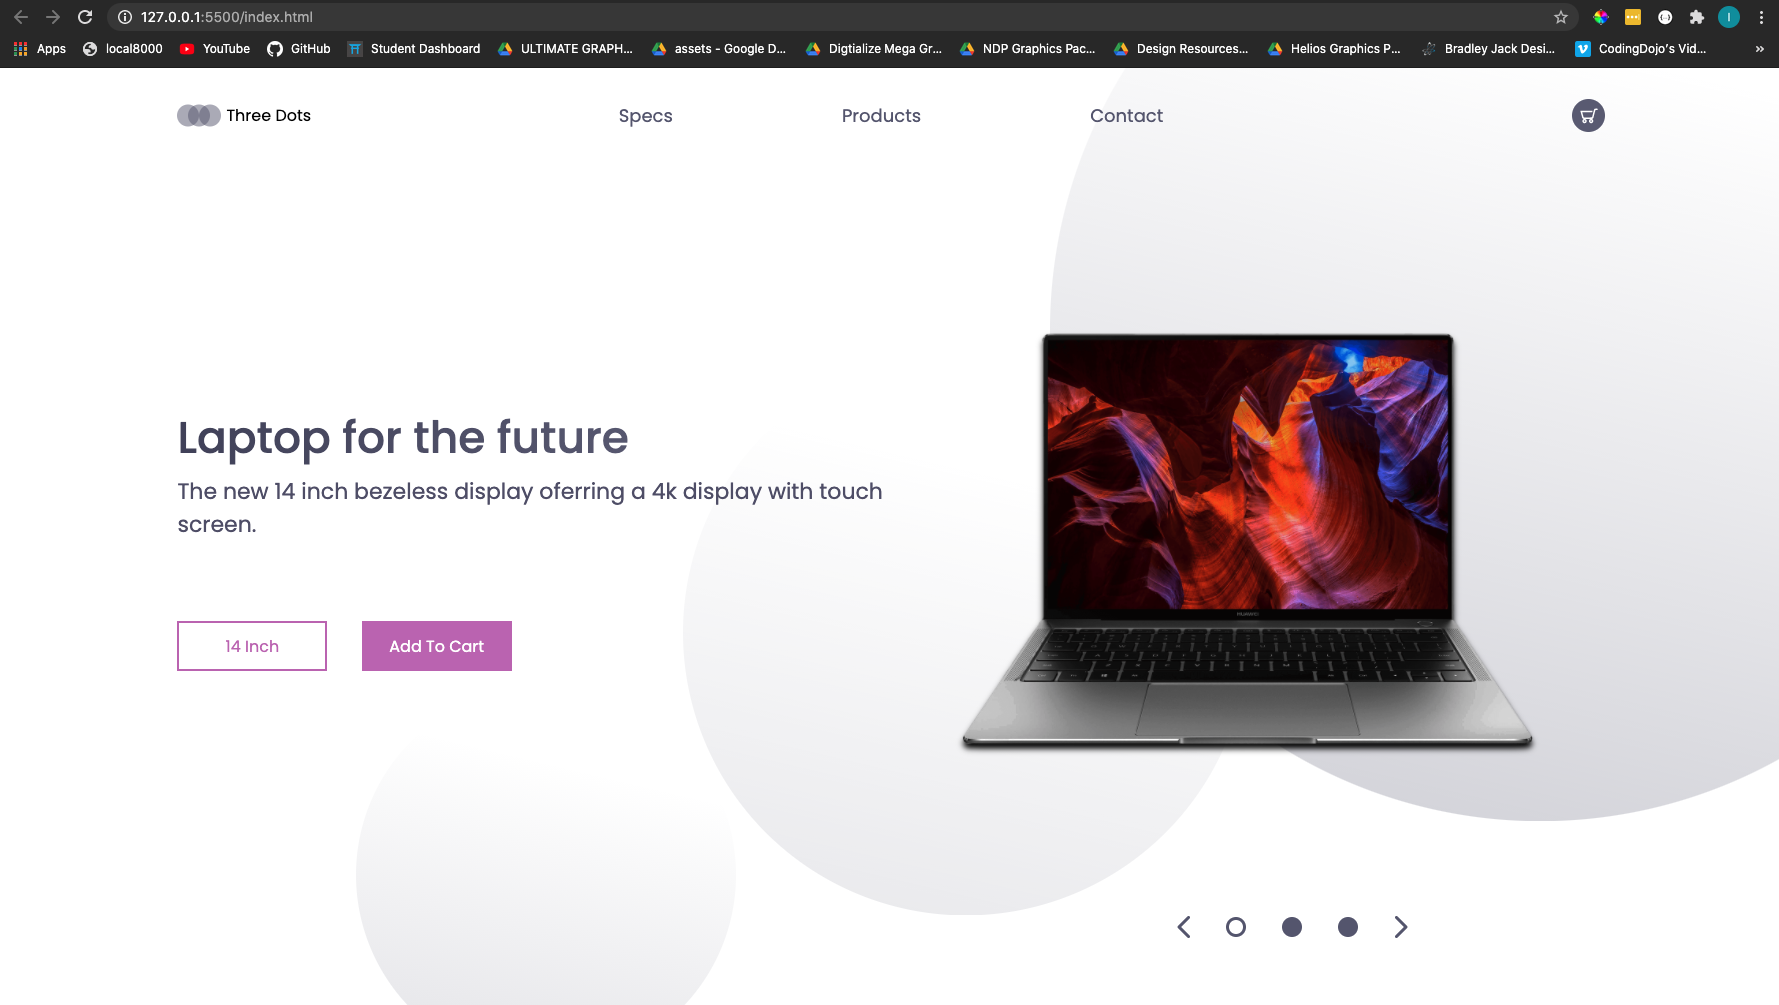 127.0.0.1:5500/index.html
Apps local8000 YouTube GitHub Student Dashboard ULTIMATE GRAPH... assets - Google D... Digtialize Mega Gr... NDP Graphics Pac... Design Resources... Helios Graphics P... Bradley Jack Desi... CodingDojo's Vid... »
Three Dots Specs Products Contact
Laptop for the future
The new 14 inch bezeless display oferring a 4k display with touch
screen.
14 Inch Add To Cart
HUAWEI